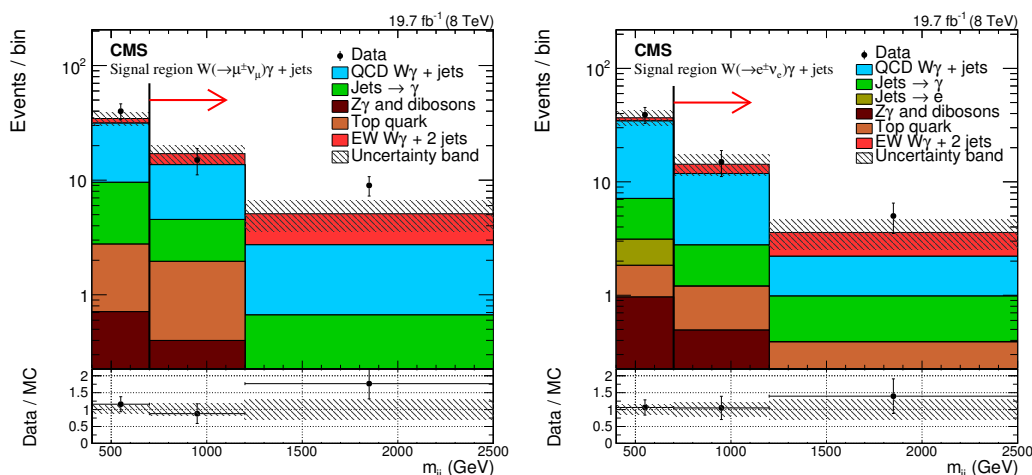 19.7 fb⁻¹ (8 TeV)
CMS
Signal region W(→μ±ν_μ)γ + jets
Data
QCD Wγ + jets
Jets → γ
Zγ and dibosons
Top quark
EW Wγ + 2 jets
Uncertainty band
Events / bin
10²
10
1
Data / MC
2
1.5
1
0.5
0
500 1000 1500 2000 2500
m_jj (GeV)
19.7 fb⁻¹ (8 TeV)
CMS
Signal region W(→e±ν_e)γ + jets
Data
QCD Wγ + jets
Jets → γ
Jets → e
Zγ and dibosons
Top quark
EW Wγ + 2 jets
Uncertainty band
Events / bin
10²
10
1
Data / MC
2
1.5
1
0.5
0
500 1000 1500 2000 2500
m_jj (GeV)